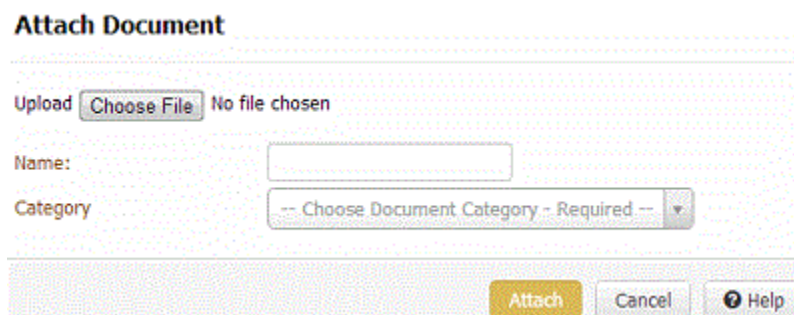 Attach Document
Upload Choose File No file chosen
Name:
Category -- Choose Document Category - Required --
Attach Cancel Help